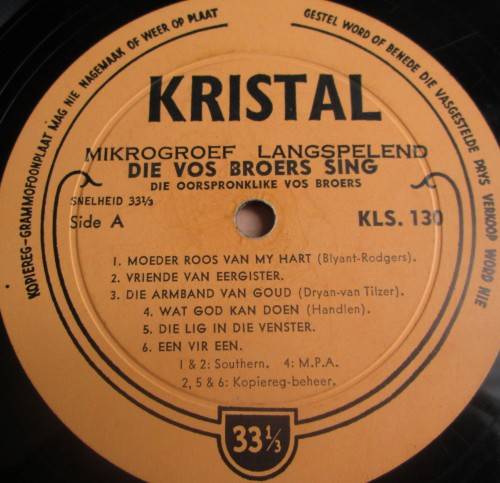 KOPIEREG-GRAMMOFOONPLAAT MAG NIE NAGEMAAK OF WEER OP PLAAT GESTEL WORD OF BENEDE DIE VASGESTELDE PRYS VERKOOP WORD NIE
KRISTAL
MIKROGROEF LANGSPELEND
DIE VOS BROERS SING
DIE OORSPRONKLIKE VOS BROERS
SNELHEID 33⅓
Side A
KLS. 130
1. MOEDER ROOS VAN MY HART (Blyant-Rodgers).
2. VRIENDE VAN EERGISTER.
3. DIE ARMBAND VAN GOUD (Dryan-van Tilzer).
4. WAT GOD KAN DOEN (Handlen).
5. DIE LIG IN DIE VENSTER.
6. EEN VIR EEN.
1 & 2: Southern. 4: M.P.A.
2, 5 & 6: Kopiereg-beheer.
33⅓